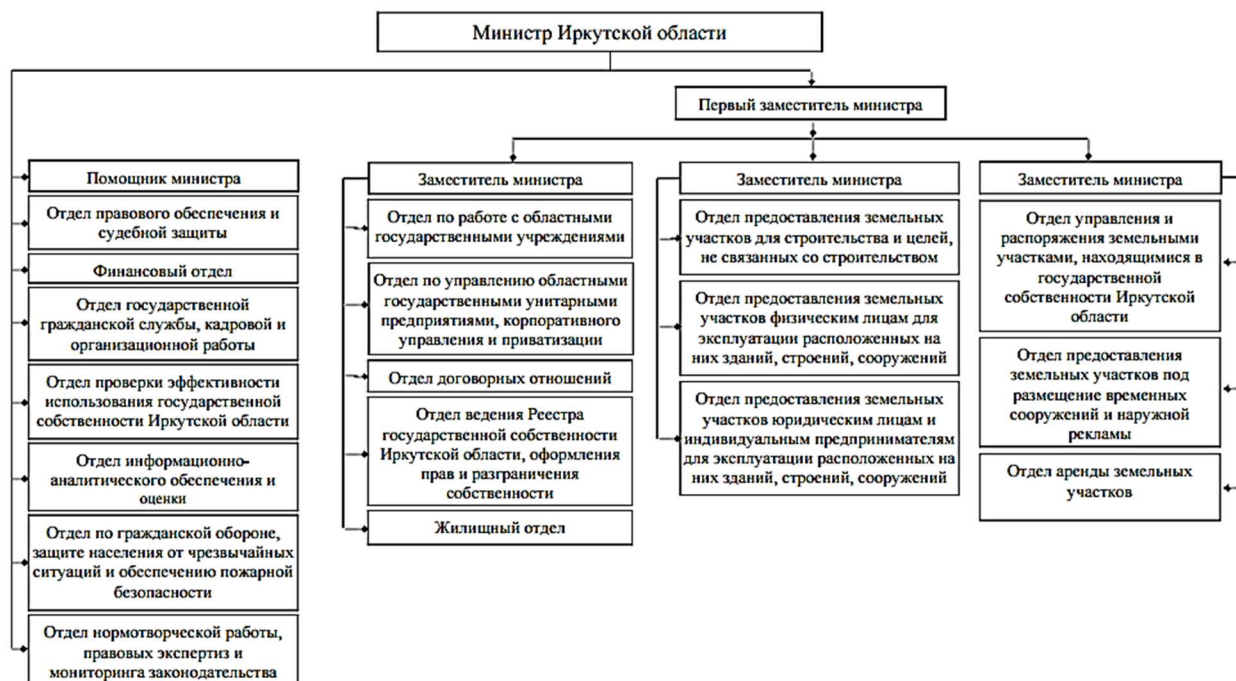 Министр Иркутской области
Первый заместитель министра
Помощник министра
Отдел правового обеспечения и
судебной защиты
Финансовый отдел
Отдел государственной
гражданской службы, кадровой и
организационной работы
Отдел проверки эффективности
использования государственной
собственности Иркутской области
Отдел информационно-
аналитического обеспечения и
оценки
Отдел по гражданской обороне,
защите населения от чрезвычайных
ситуаций и обеспечению пожарной
безопасности
Отдел нормотворческой работы,
правовых экспертиз и
мониторинга законодательства
Заместитель министра
Отдел по работе с областными
государственными учреждениями
Отдел по управлению областными
государственными унитарными
предприятиями, корпоративного
управления и приватизации
Отдел договорных отношений
Отдел ведения Реестра
государственной собственности
Иркутской области, оформления
прав и разграничения
собственности
Жилищный отдел
Заместитель министра
Отдел предоставления земельных
участков для строительства и целей,
не связанных со строительством
Отдел предоставления земельных
участков физическим лицам для
эксплуатации расположенных на
них зданий, строений, сооружений
Отдел предоставления земельных
участков юридическим лицам и
индивидуальным предпринимателям
для эксплуатации расположенных на
них зданий, строений, сооружений
Заместитель министра
Отдел управления и
распоряжения земельными
участками, находящимися в
государственной
собственности Иркутской
области
Отдел предоставления
земельных участков под
размещение временных
сооружений и наружной
рекламы
Отдел аренды земельных
участков